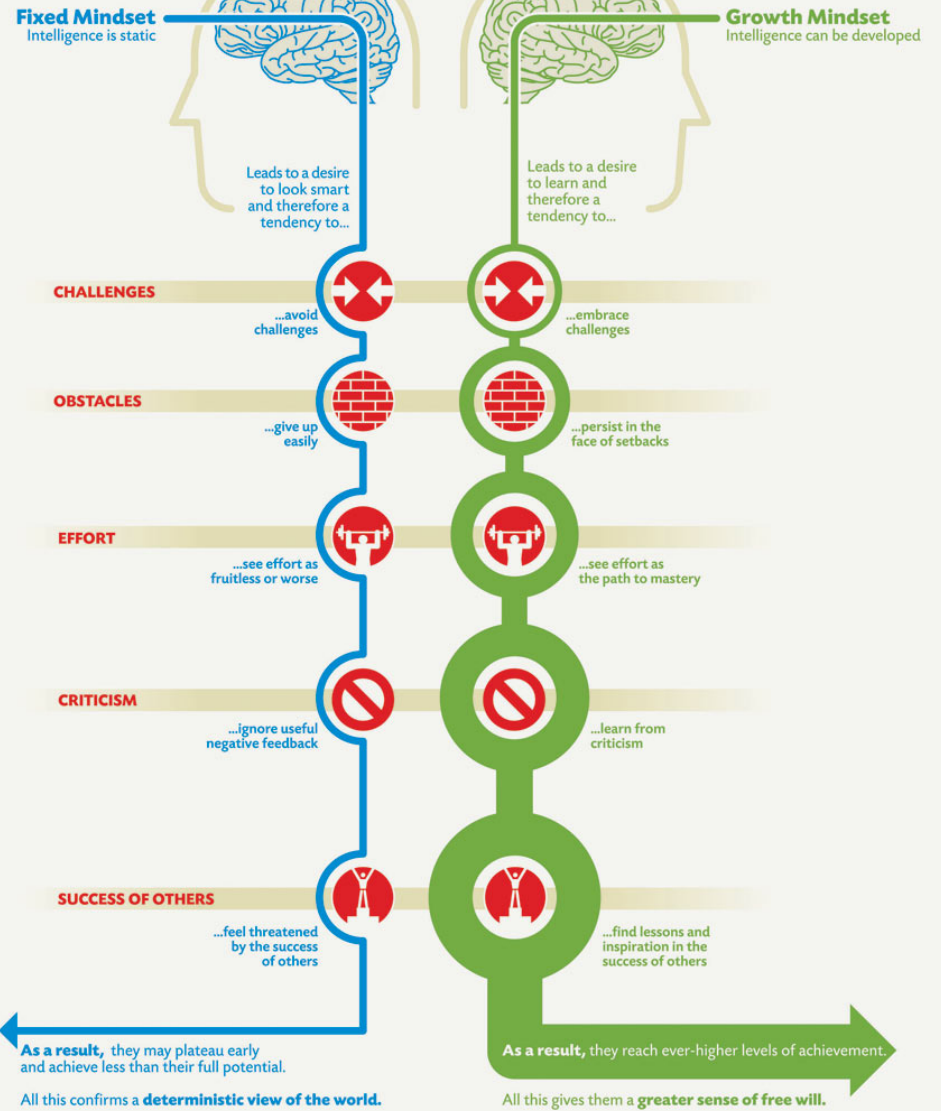 Fixed Mindset
Intelligence is static
Growth Mindset
Intelligence can be developed
Leads to a desire
to look smart
and therefore a
tendency to...
Leads to a desire
to learn and
therefore a
tendency to...
CHALLENGES
...avoid
challenges
...embrace
challenges
OBSTACLES
...give up
easily
...persist in the
face of setbacks
EFFORT
...see effort as
fruitless or worse
...see effort as
the path to mastery
CRITICISM
...ignore useful
negative feedback
...learn from
criticism
SUCCESS OF OTHERS
...feel threatened
by the success
of others
...find lessons and
inspiration in the
success of others
As a result, they may plateau early
and achieve less than their full potential.
All this confirms a deterministic view of the world.
As a result, they reach ever-higher levels of achievement.
All this gives them a greater sense of free will.